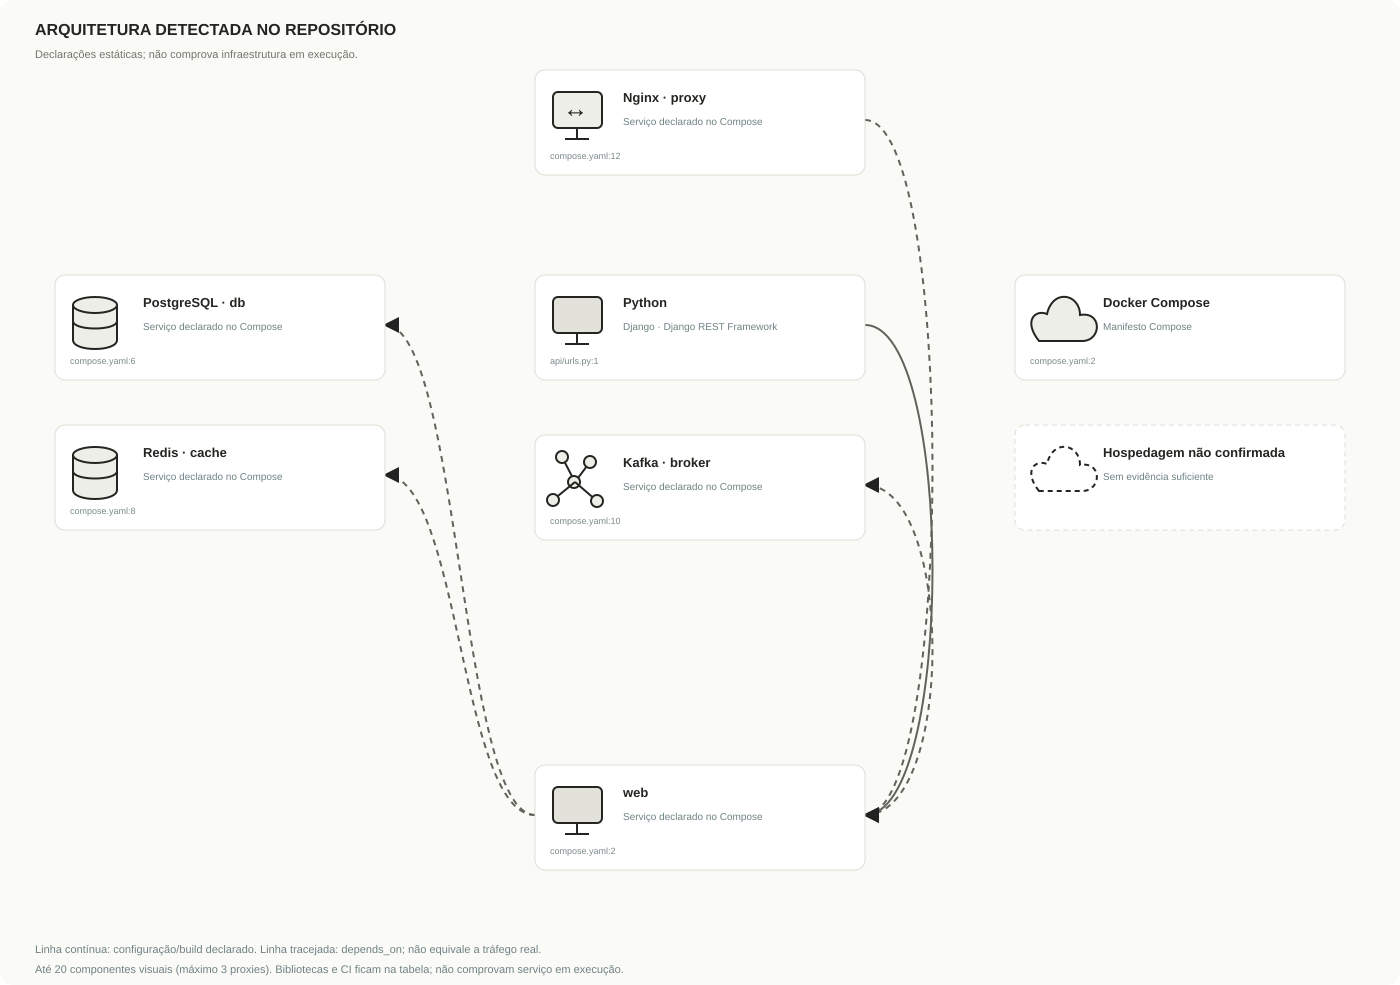 ARQUITETURA DETECTADA NO REPOSITÓRIO
Declarações estáticas; não comprova infraestrutura em execução.
Nginx · proxy
Serviço declarado no Compose
compose.yaml:12
PostgreSQL · db
Serviço declarado no Compose
compose.yaml:6
Python
Django · Django REST Framework
api/urls.py:1
Docker Compose
Manifesto Compose
compose.yaml:2
Redis · cache
Serviço declarado no Compose
compose.yaml:8
Kafka · broker
Serviço declarado no Compose
compose.yaml:10
Hospedagem não confirmada
Sem evidência suficiente
web
Serviço declarado no Compose
compose.yaml:2
Linha contínua: configuração/build declarado. Linha tracejada: depends_on; não equivale a tráfego real.
Até 20 componentes visuais (máximo 3 proxies). Bibliotecas e CI ficam na tabela; não comprovam serviço em execução.